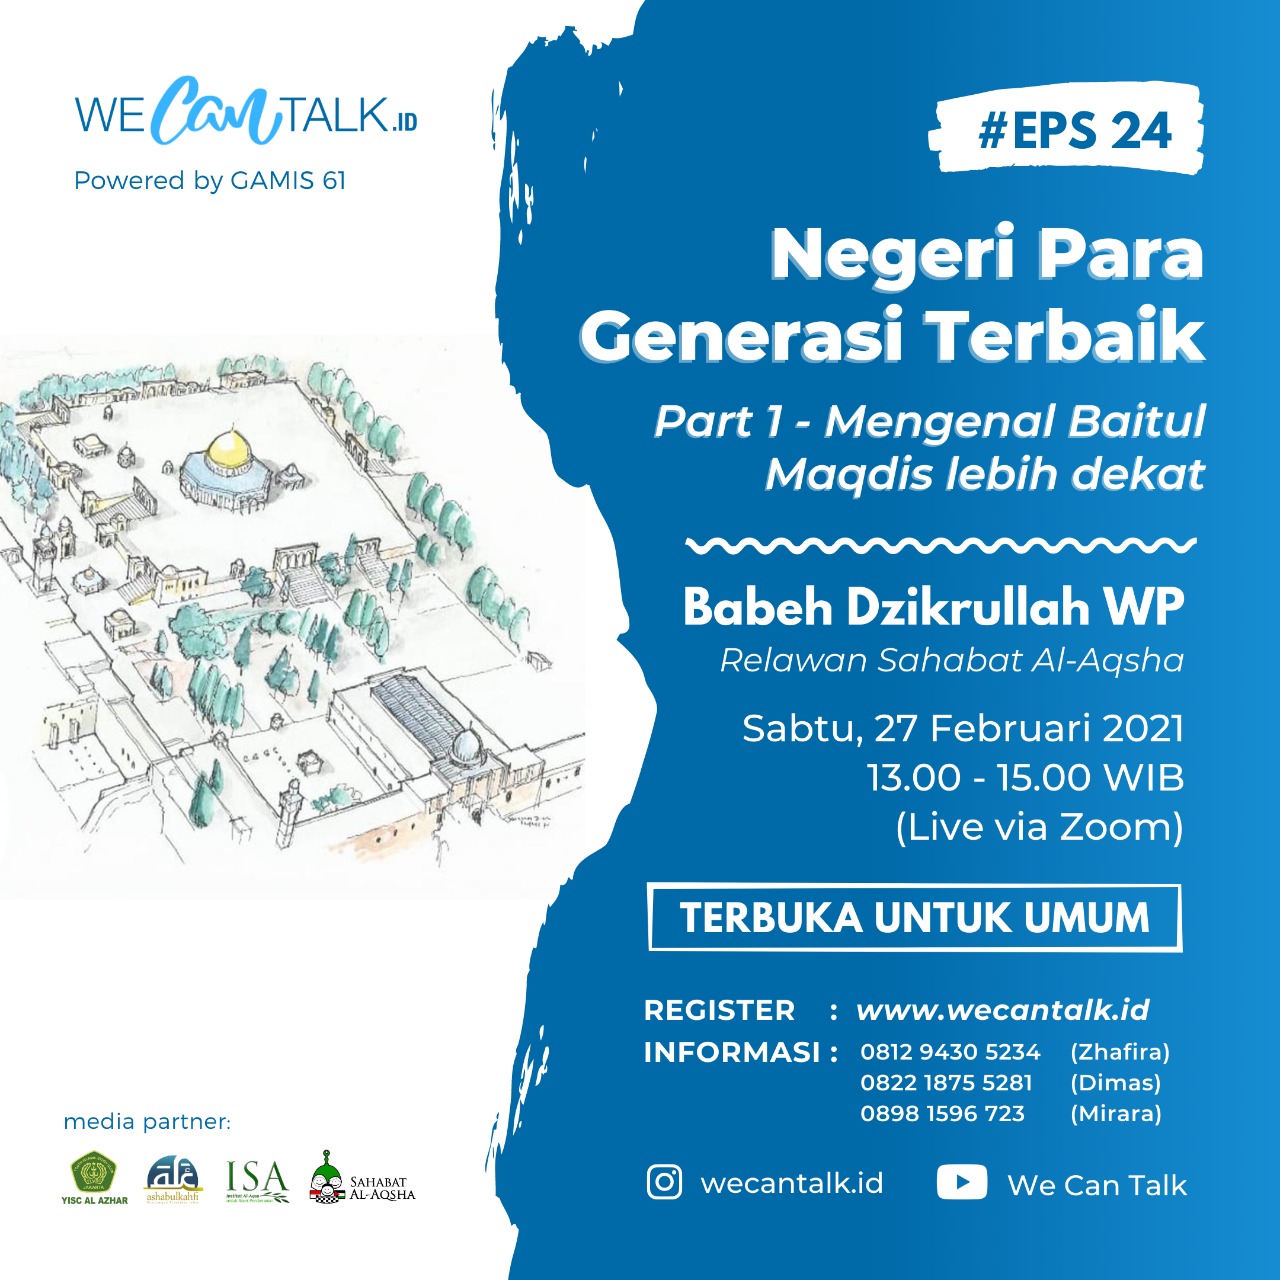 WE Can TALK.ID
Powered by GAMIS 61
#EPS 24
Negeri Para
Generasi Terbaik
Part 1 - Mengenal Baitul
Maqdis lebih dekat
Babeh Dzikrullah WP
Relawan Sahabat Al-Aqsha
Sabtu, 27 Februari 2021
13.00 - 15.00 WIB
(Live via Zoom)
TERBUKA UNTUK UMUM
REGISTER : www.wecantalk.id
INFORMASI : 0812 9430 5234 (Zhafira)
0822 1875 5281 (Dimas)
0898 1596 723 (Mirara)
wecantalk.id
We Can Talk
media partner:
YISC AL AZHAR
ashabulkahfi
ISA
SAHABAT
AL-AQSHA